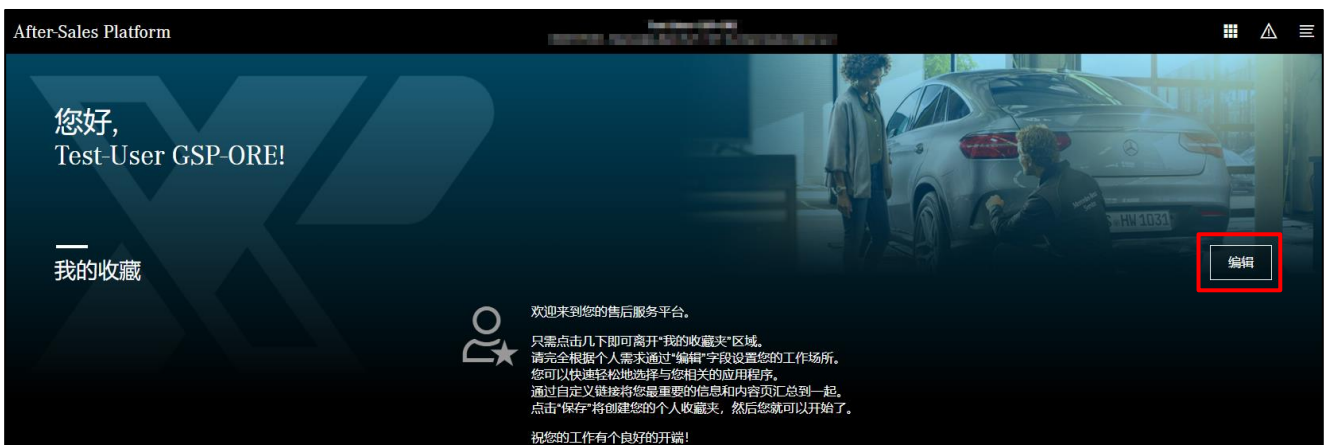 After-Sales Platform
您好,
Test-User GSP-ORE!
我的收藏
编辑
欢迎来到您的售后服务平台。
只需点击几下即可离开“我的收藏夹”区域。
请完全根据个人需求通过“编辑”字段设置您的工作场所。
您可以快速轻松地选择与您相关的应用程序。
通过自定义链接将您最重要的信息和内容页汇总到一起。
点击“保存”将创建您的个人收藏夹，然后您就可以开始了。
祝您的工作有个良好的开端！